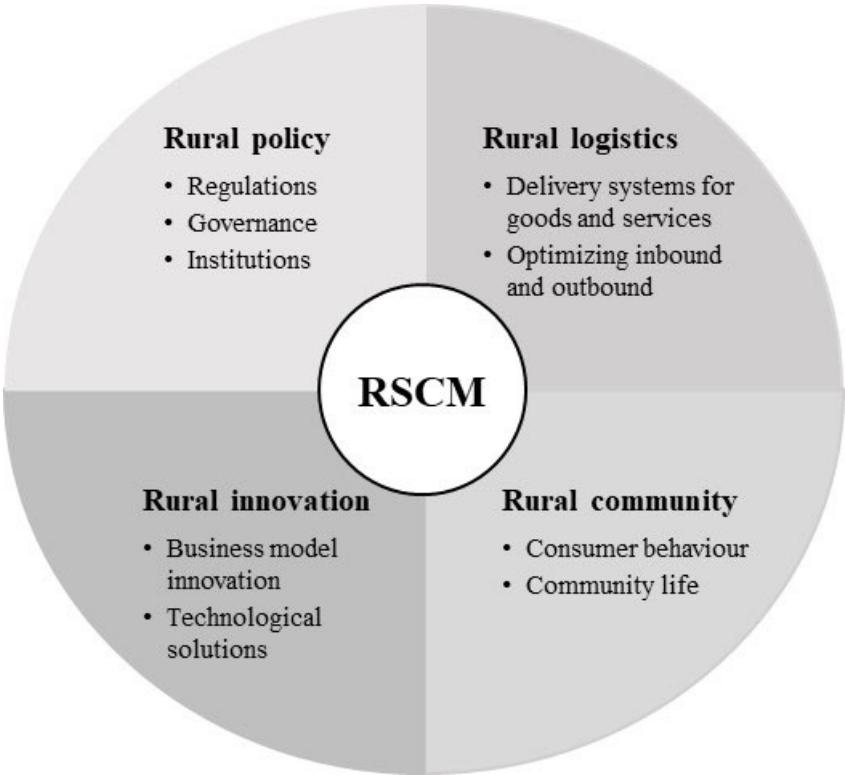 Rural policy
• Regulations
• Governance
• Institutions
Rural logistics
• Delivery systems for
goods and services
• Optimizing inbound
and outbound
RSCM
Rural innovation
• Business model
innovation
• Technological
solutions
Rural community
• Consumer behaviour
• Community life